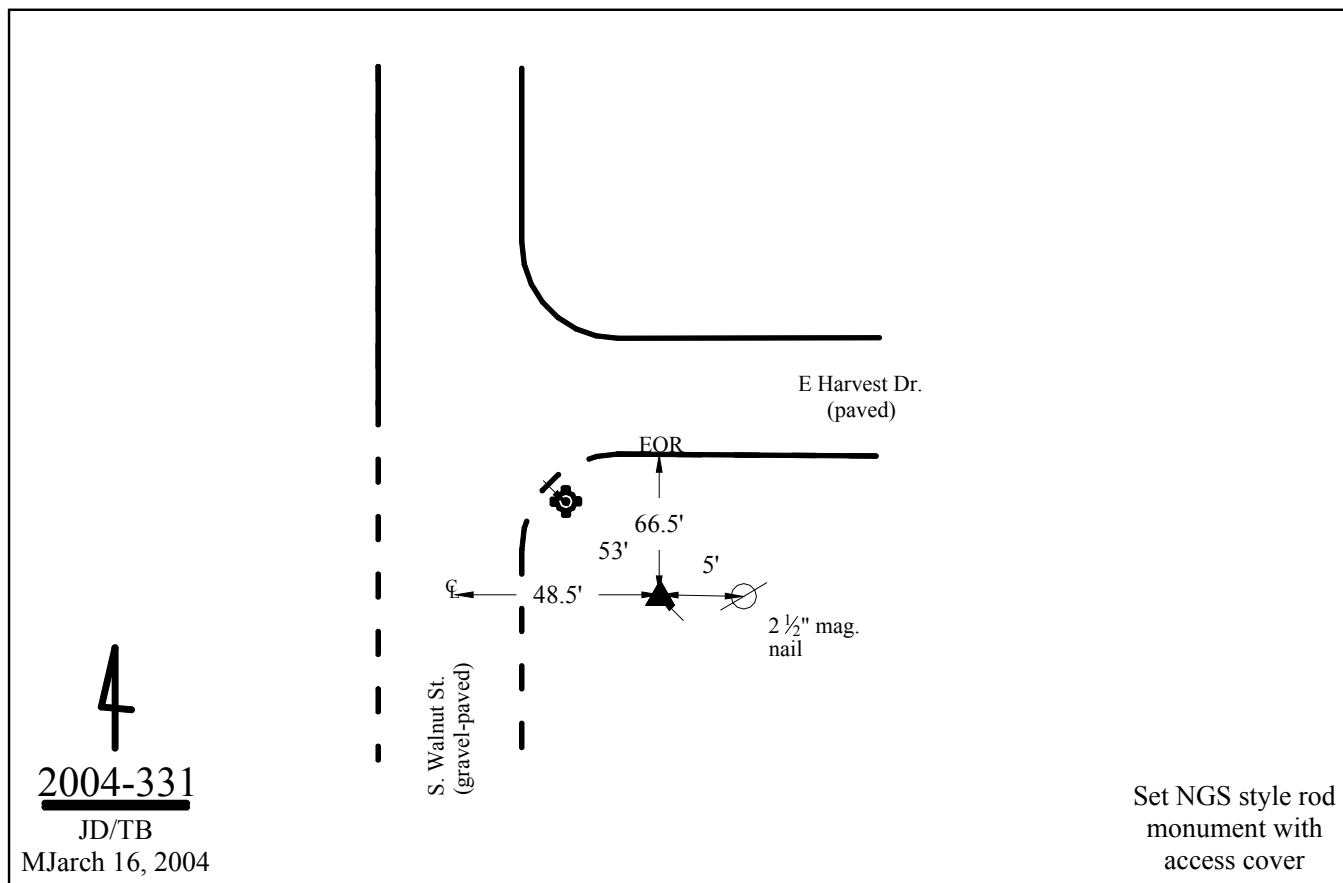 E Harvest Dr.
(paved)
EOR
66.5'
53'
5'
℄
48.5'
2 ½" mag.
nail
S. Walnut St.
(gravel-paved)
2004-331
JD/TB
MJarch 16, 2004
Set NGS style rod
monument with
access cover